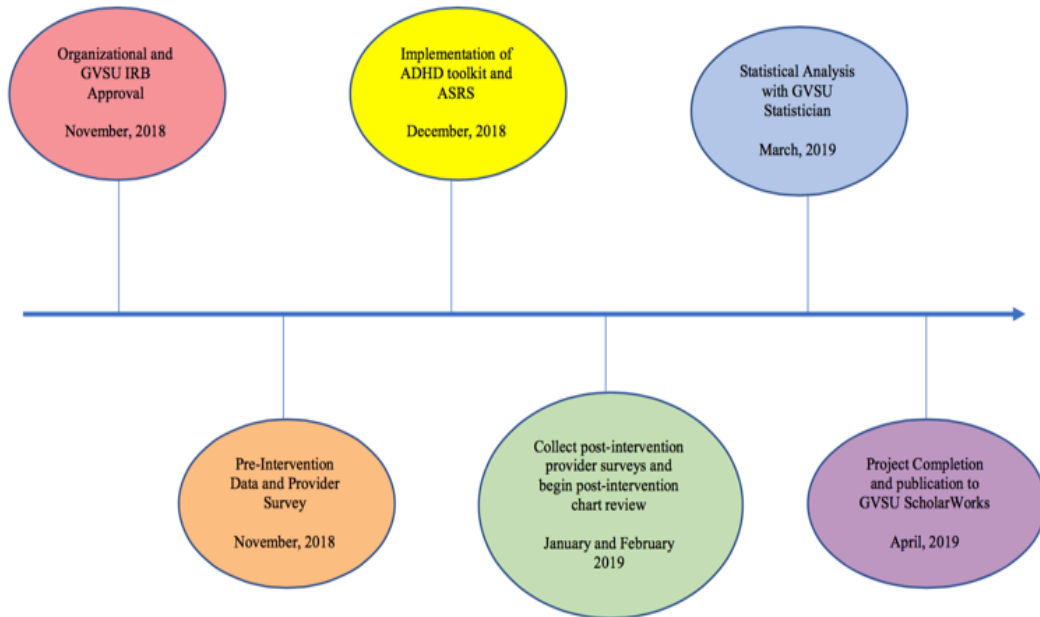 Organizational and
GVSU IRB
Approval
November, 2018
Implementation of
ADHD toolkit and
ASRS
December, 2018
Statistical Analysis
with GVSU
Statistician
March, 2019
Pre-Intervention
Data and Provider
Survey
November, 2018
Collect post-intervention
provider surveys and
begin post-intervention
chart review
January and February
2019
Project Completion
and publication to
GVSU ScholarWorks
April, 2019